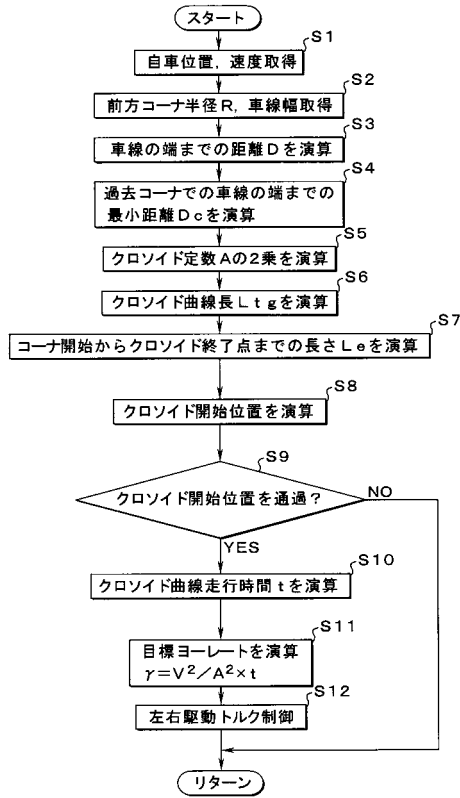 スタート
S1
自車位置，速度取得
S2
前方コーナ半径R，車線幅取得
S3
車線の端までの距離Dを演算
S4
過去コーナでの車線の端までの
最小距離Dcを演算
S5
クロソイド定数Aの2乗を演算
S6
クロソイド曲線長Ltgを演算
S7
コーナ開始からクロソイド終了点までの長さLeを演算
S8
クロソイド開始位置を演算
S9
クロソイド開始位置を通過？
NO
YES
S10
クロソイド曲線走行時間tを演算
S11
目標ヨーレートを演算
γ＝V²／A²×t
S12
左右駆動トルク制御
リターン